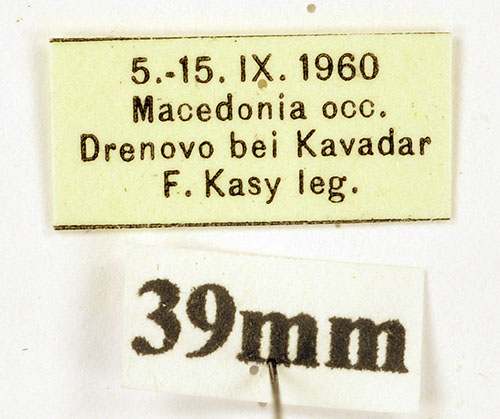 5.-15. IX. 1960
Macedonia occ.
Drenovo bei Kavadar
F. Kasy leg.
39mm